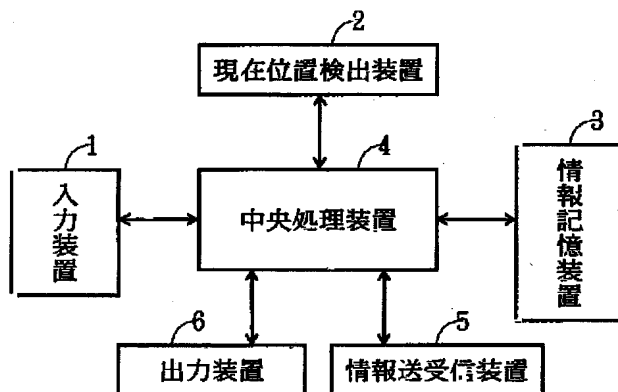 2
現在位置検出装置
1
入力装置
4
中央処理装置
3
情報記憶装置
6
出力装置
5
情報送受信装置